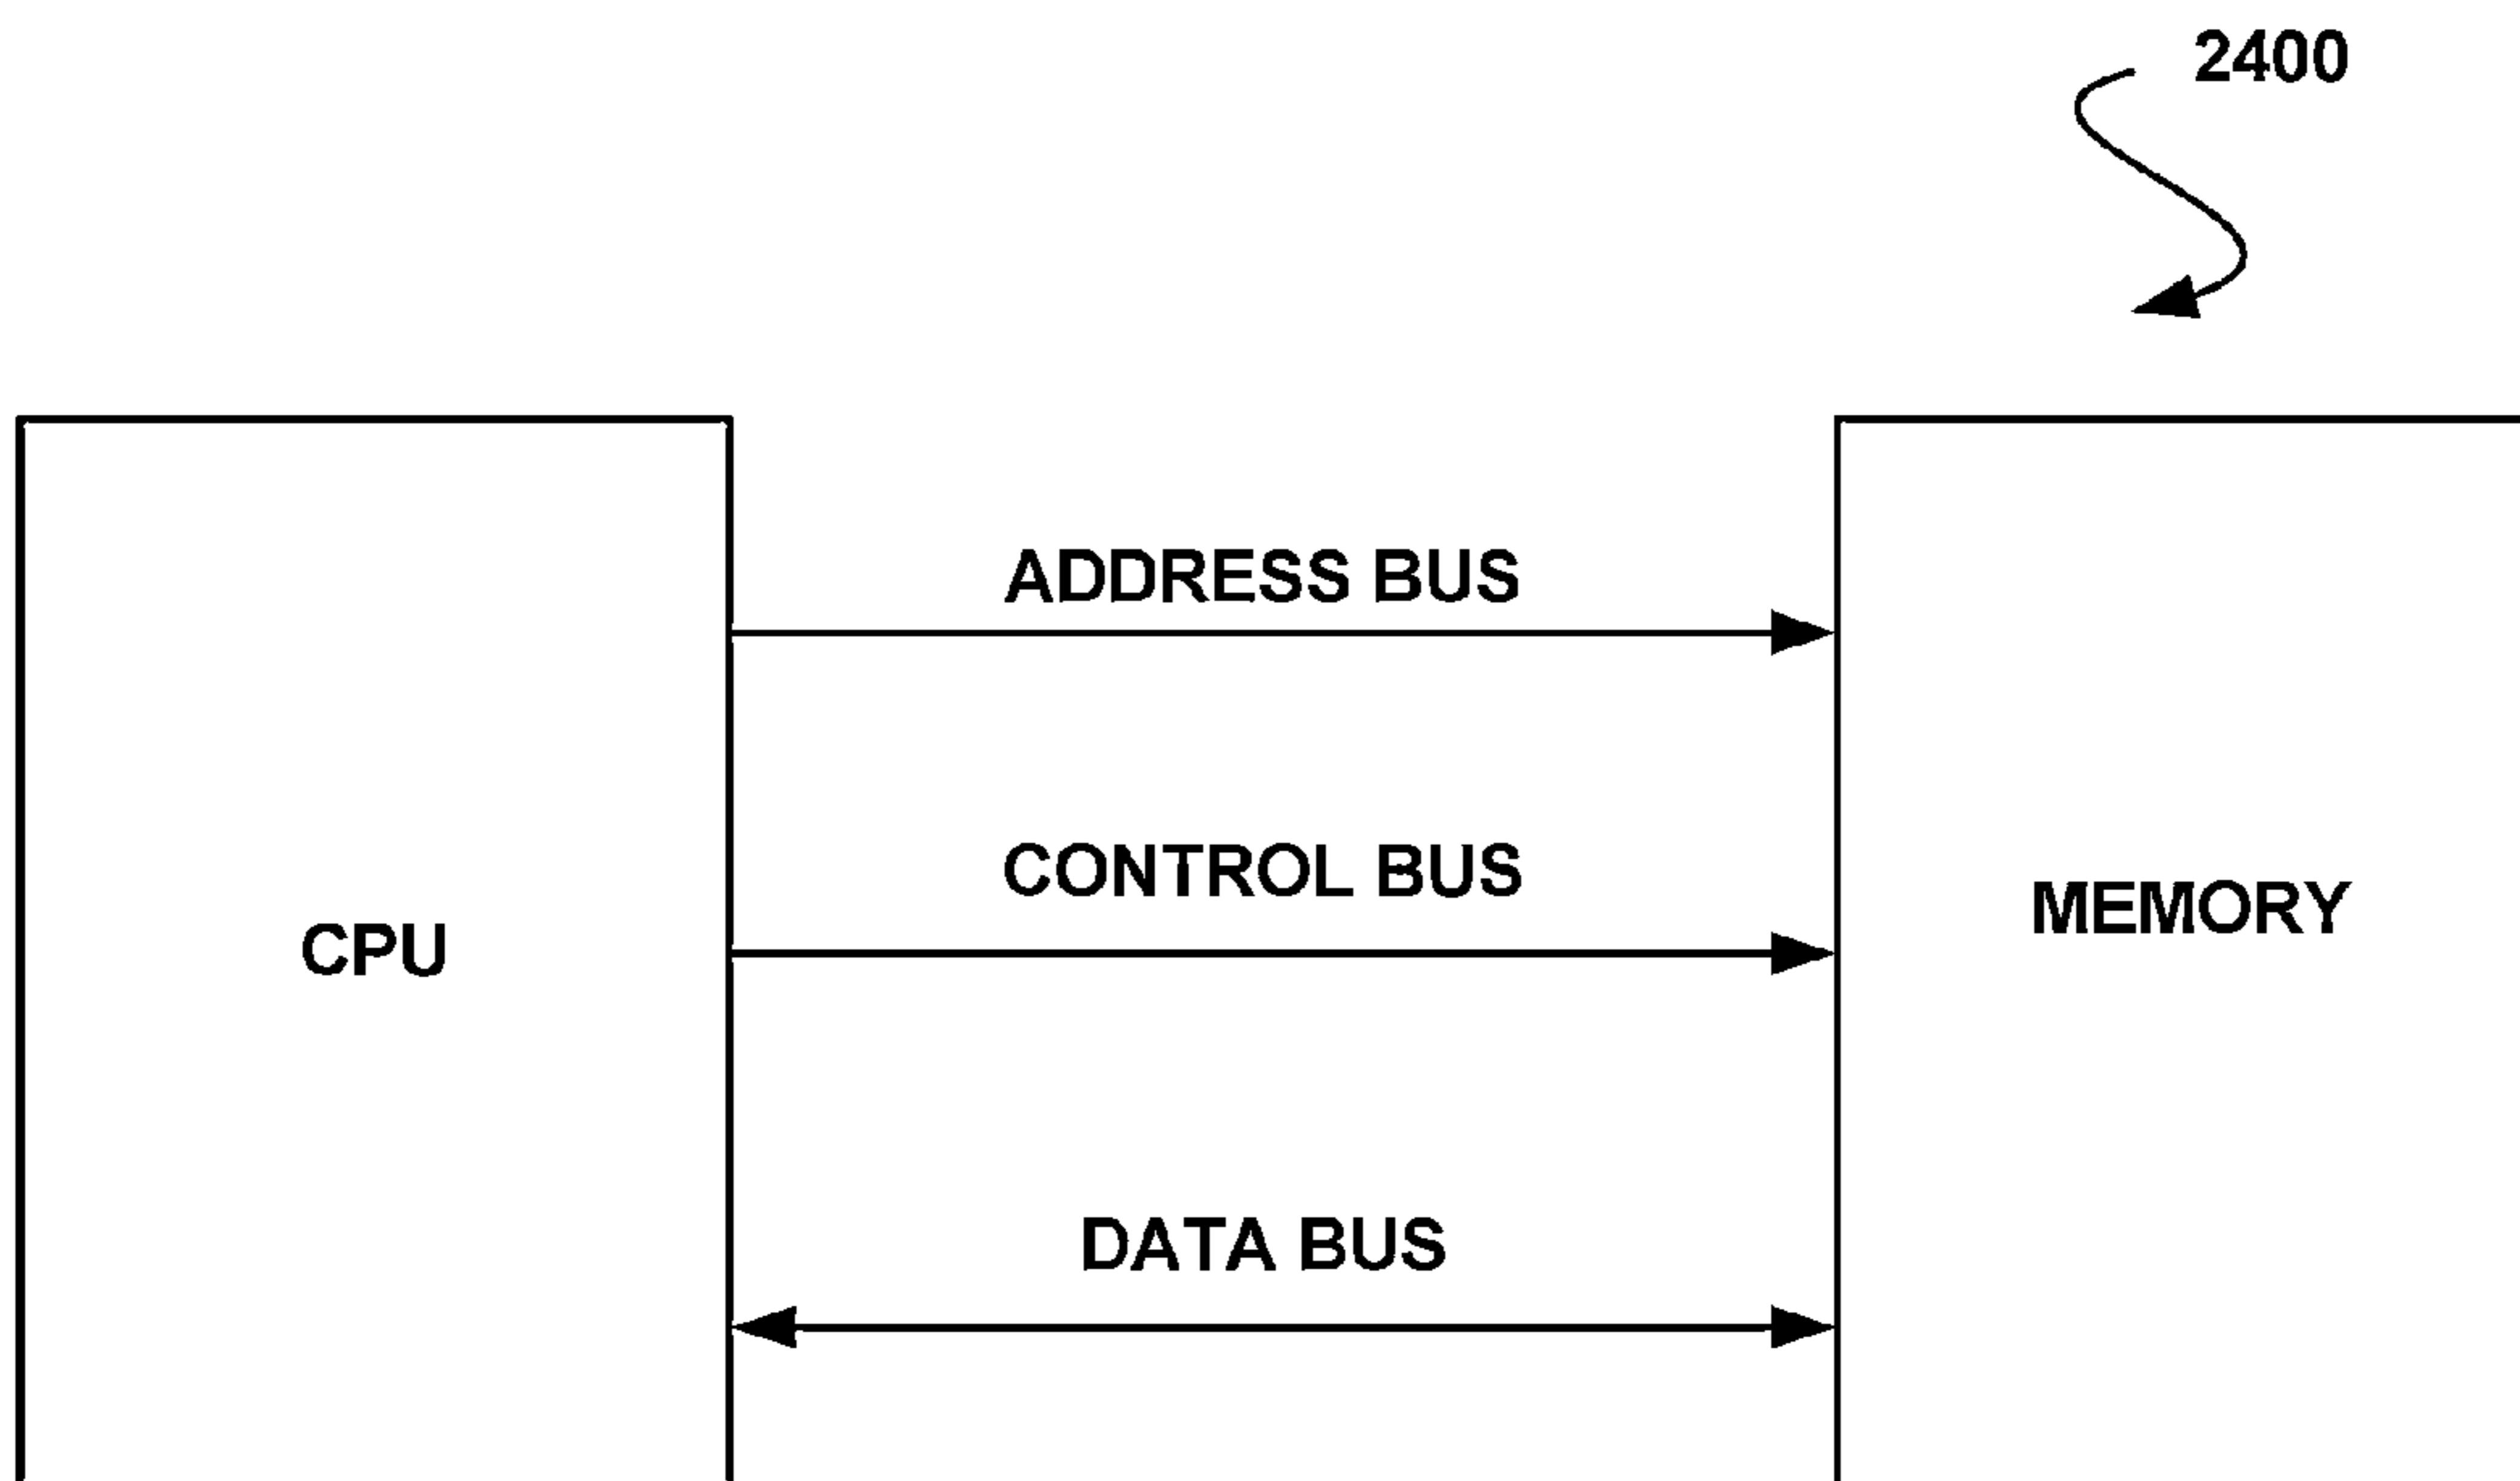 2400
ADDRESS BUS
CONTROL BUS
CPU
MEMORY
DATA BUS